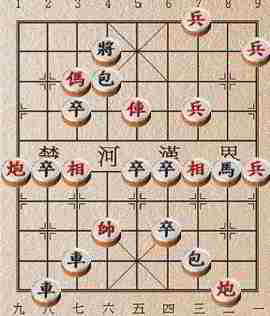 1 2 3 4 5 6 7 8 9
兵
將 兵
傌 包
卒 俥 兵
楚 河 漢 界
炮 卒 相 卒 卒 相 馬 兵
帥 卒
車 包
車 炮
九 八 七 六 五 四 三 二 一